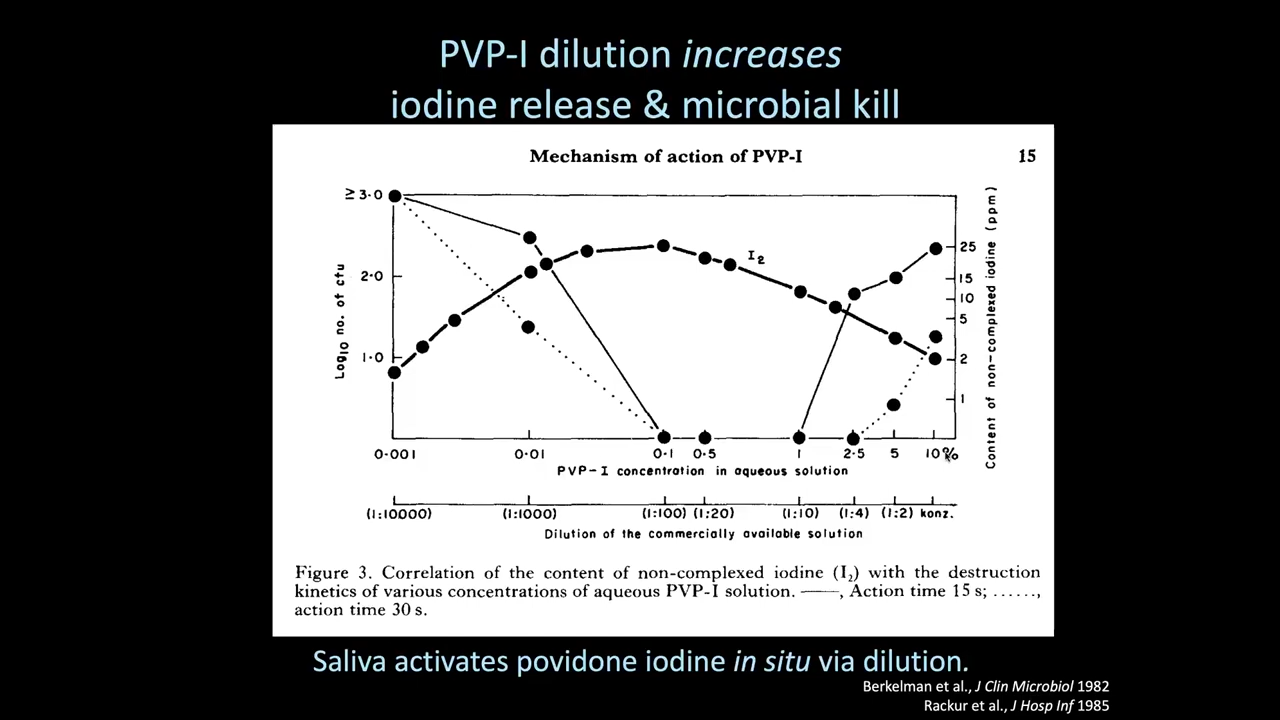 PVP-I dilution increases
iodine release & microbial kill
Mechanism of action of PVP-I
15
≥3·0
2·0
1·0
Log10 no. of cfu
I2
25
15
10
5
2
1
Content of non-complexed iodine (ppm)
0·001 0·01 0·1 0·5 1 2·5 5 10%
PVP-I concentration in aqueous solution
(1:10000) (1:1000) (1:100) (1:20) (1:10) (1:4) (1:2) konz.
Dilution of the commercially available solution
Figure 3. Correlation of the content of non-complexed iodine (I2) with the destruction
kinetics of various concentrations of aqueous PVP-I solution. ——, Action time 15 s; ......,
action time 30 s.
Saliva activates povidone iodine in situ via dilution.
Berkelman et al., J Clin Microbiol 1982
Rackur et al., J Hosp Inf 1985